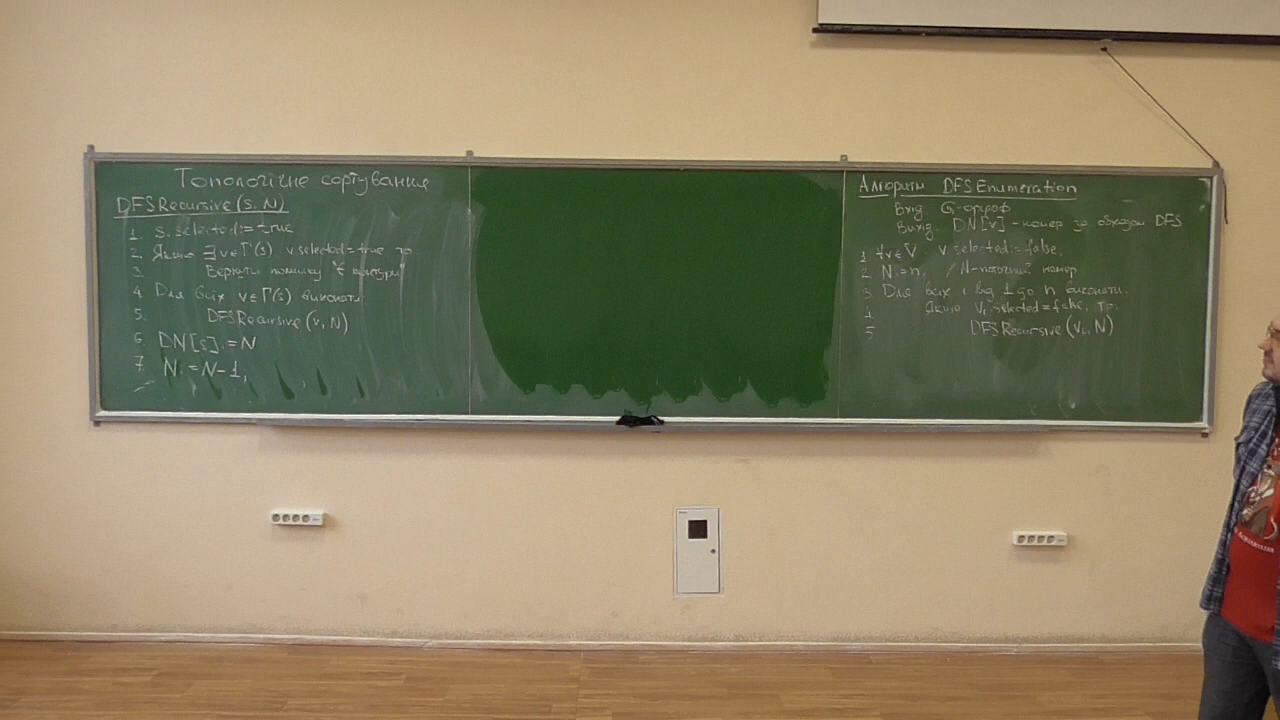 Топологічне сортування
DFSRecursive(s, N)
1. s.selected:=true
2. Якщо ∃v∈Γ(s) v.selected=true то
3. Вернути помилку "є контури"
4. Для всіх v∈Γ(s) виконати:
5. DFSRecursive(v, N)
6. DN[s]:=N
7. N:=N-1;
Алгоритм DFSEnumeration
Вхід. G-орграф
Вихід. DN[v] - номер за обходом DFS
1. ∀v∈V v.selected:=false,
2. N:=n, /N-поточний номер
3. Для всіх i від 1 до n виконати:
4. Якщо Vi.selected=false, то
5 DFSRecursive(Vi, N)